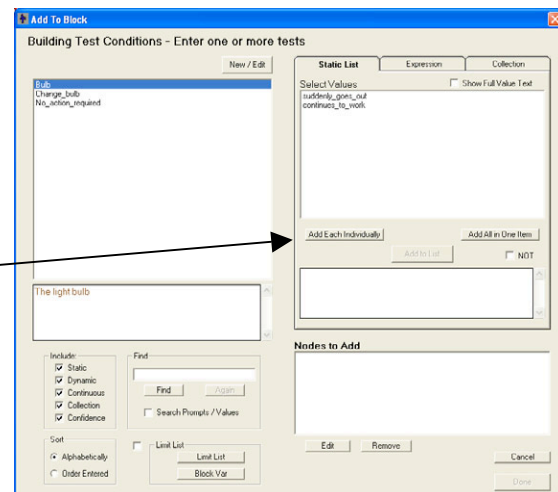 Add To Block
Building Test Conditions - Enter one or more tests
New / Edit
Bulb
Change_bulb
No_action_required
The light bulb
Include:
Static
Dynamic
Continuous
Collection
Confidence
Find
Find
Again
Search Prompts / Values
Sort
Alphabetically
Order Entered
Limit List
Limit List
Block Var
Static List
Expression
Collection
Select Values
Show Full Value Text
suddenly_goes_out
continues_to_work
Add Each Individually
Add All in One Item
Add to List
NOT
Nodes to Add
Edit
Remove
Cancel
Done